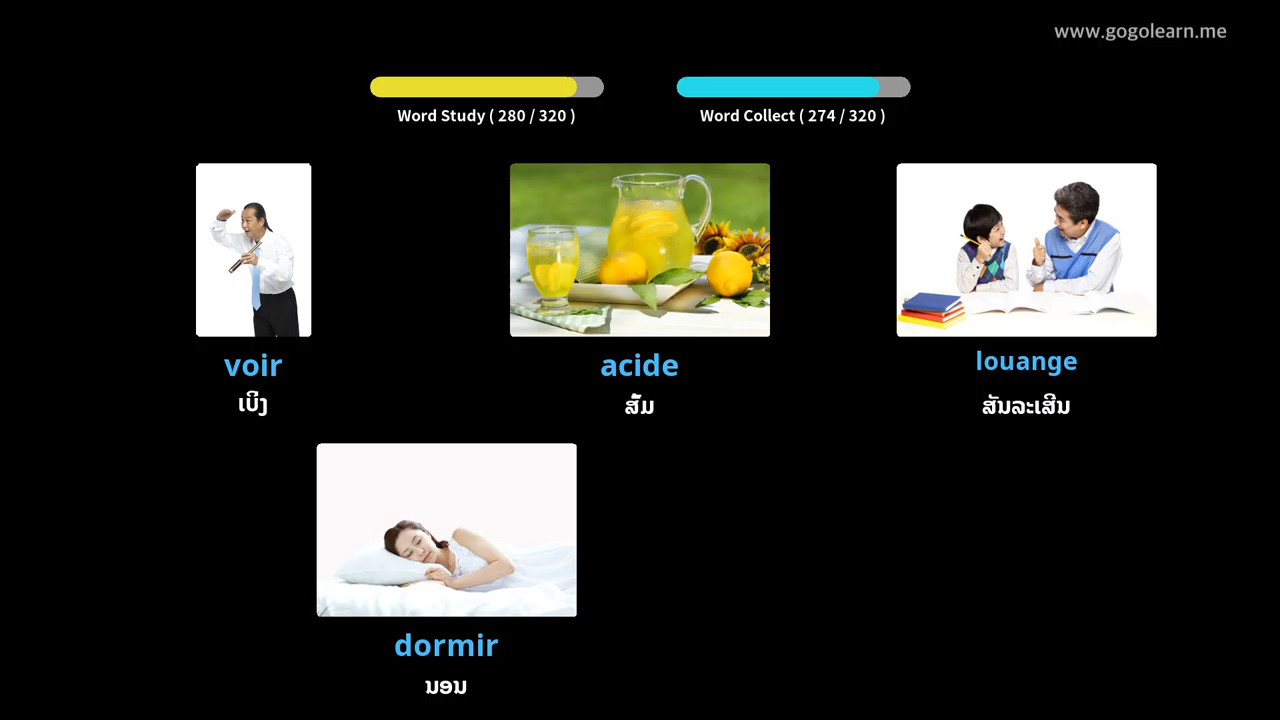 www.gogolearn.me
Word Study ( 280 / 320 )
Word Collect ( 274 / 320 )
voir
ເບິງ
acide
ສົ້ມ
louange
ສັນລະເສີນ
dormir
ນອນ